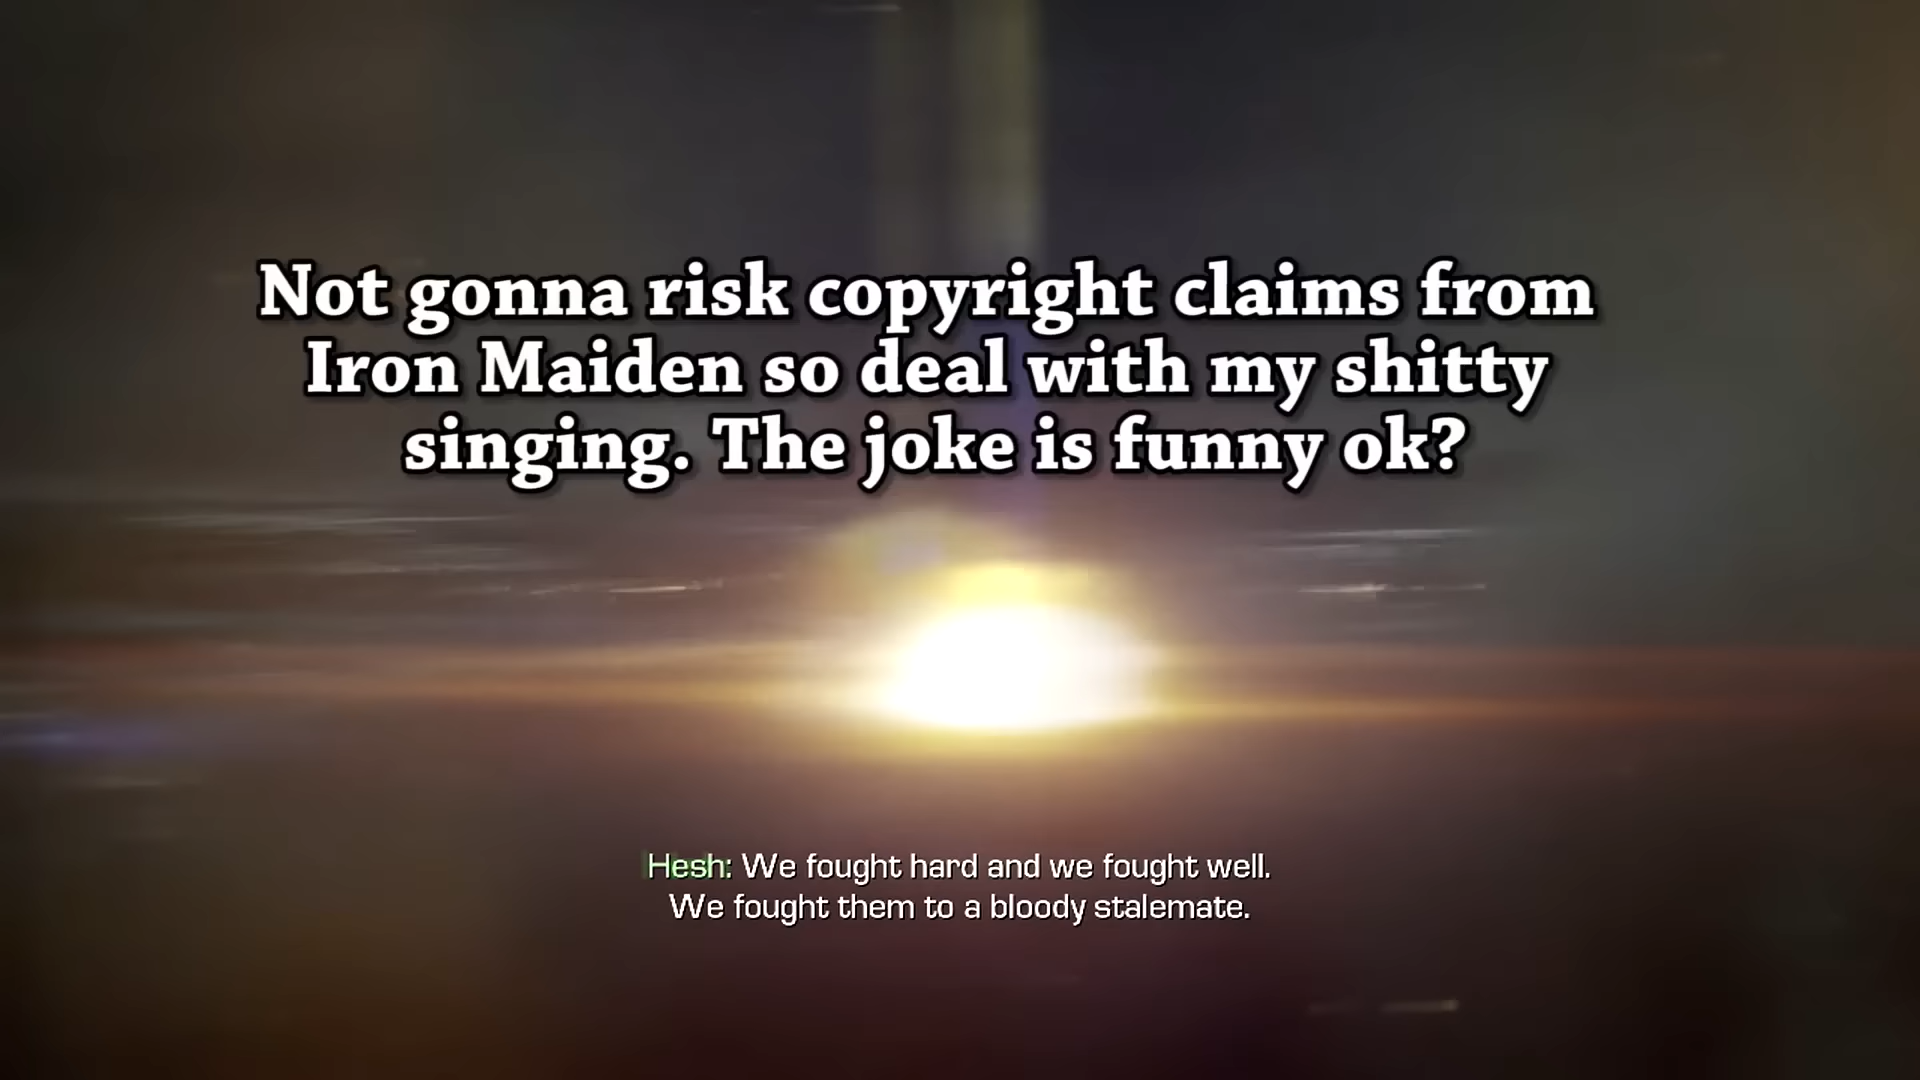 Not gonna risk copyright claims from
Iron Maiden so deal with my shitty
singing. The joke is funny ok?
Hesh: We fought hard and we fought well.
We fought them to a bloody stalemate.